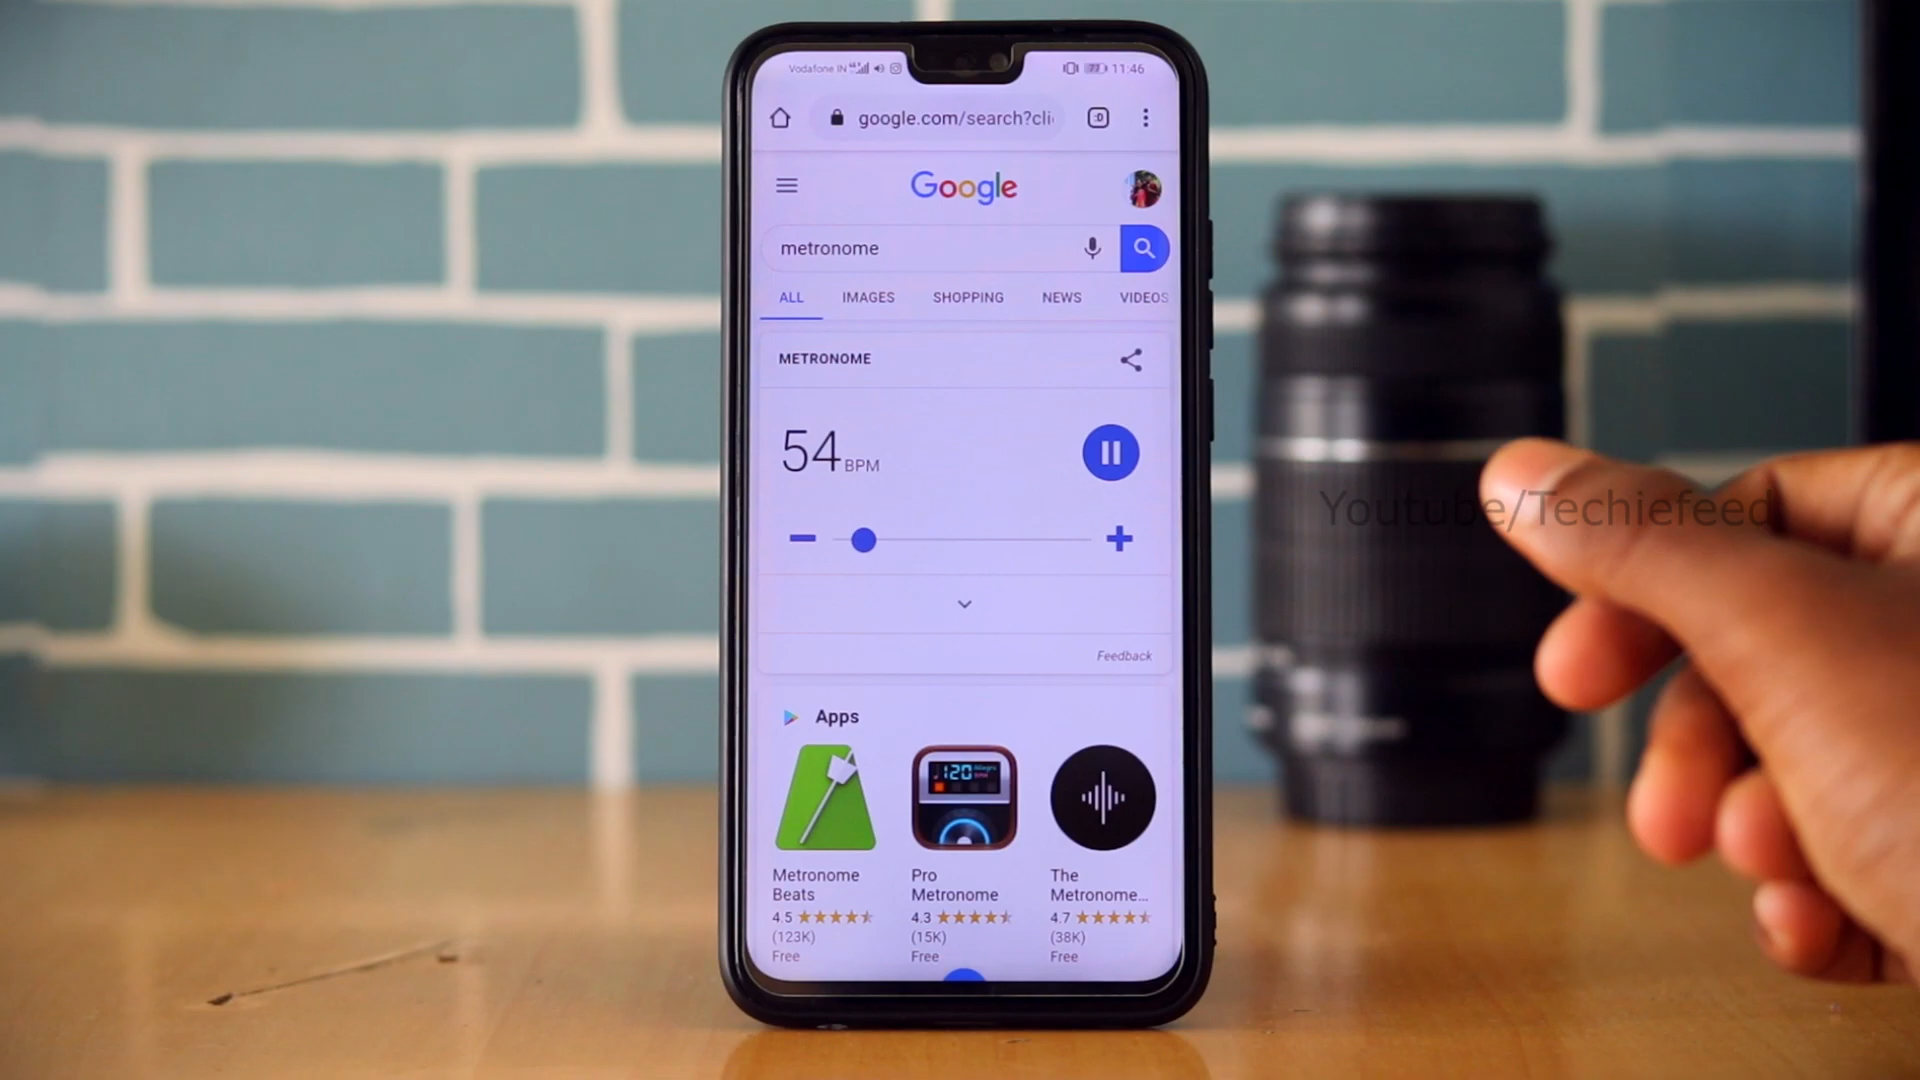 Vodafone IN 11:46
google.com/search?cli
Google
metronome
ALL IMAGES SHOPPING NEWS VIDEOS
METRONOME
54 BPM
Feedback
Apps
120
Metronome
Beats
4.5
(123K)
Free
Pro
Metronome
4.3
(15K)
Free
The
Metronome...
4.7
(38K)
Free
Youtube/Techiefeed